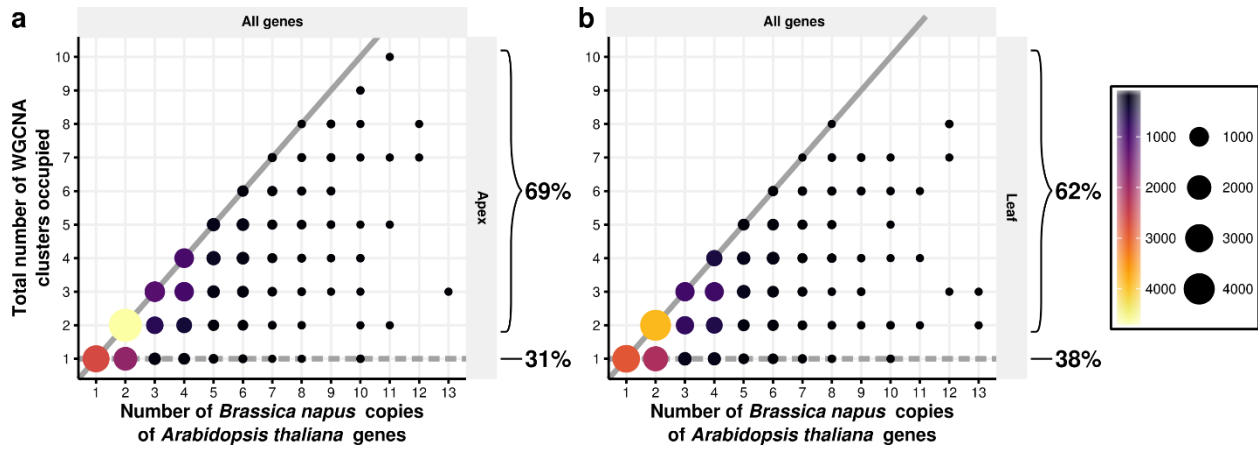 a
All genes
Total number of WGCNA
clusters occupied
10
9
8
7
6
5
4
3
2
1
1 2 3 4 5 6 7 8 9 10 11 12 13
Number of Brassica napus copies
of Arabidopsis thaliana genes
Apex
69%
31%
b
All genes
10
9
8
7
6
5
4
3
2
1
1 2 3 4 5 6 7 8 9 10 11 12 13
Number of Brassica napus copies
of Arabidopsis thaliana genes
Leaf
62%
38%
1000 1000
2000 2000
3000 3000
4000 4000